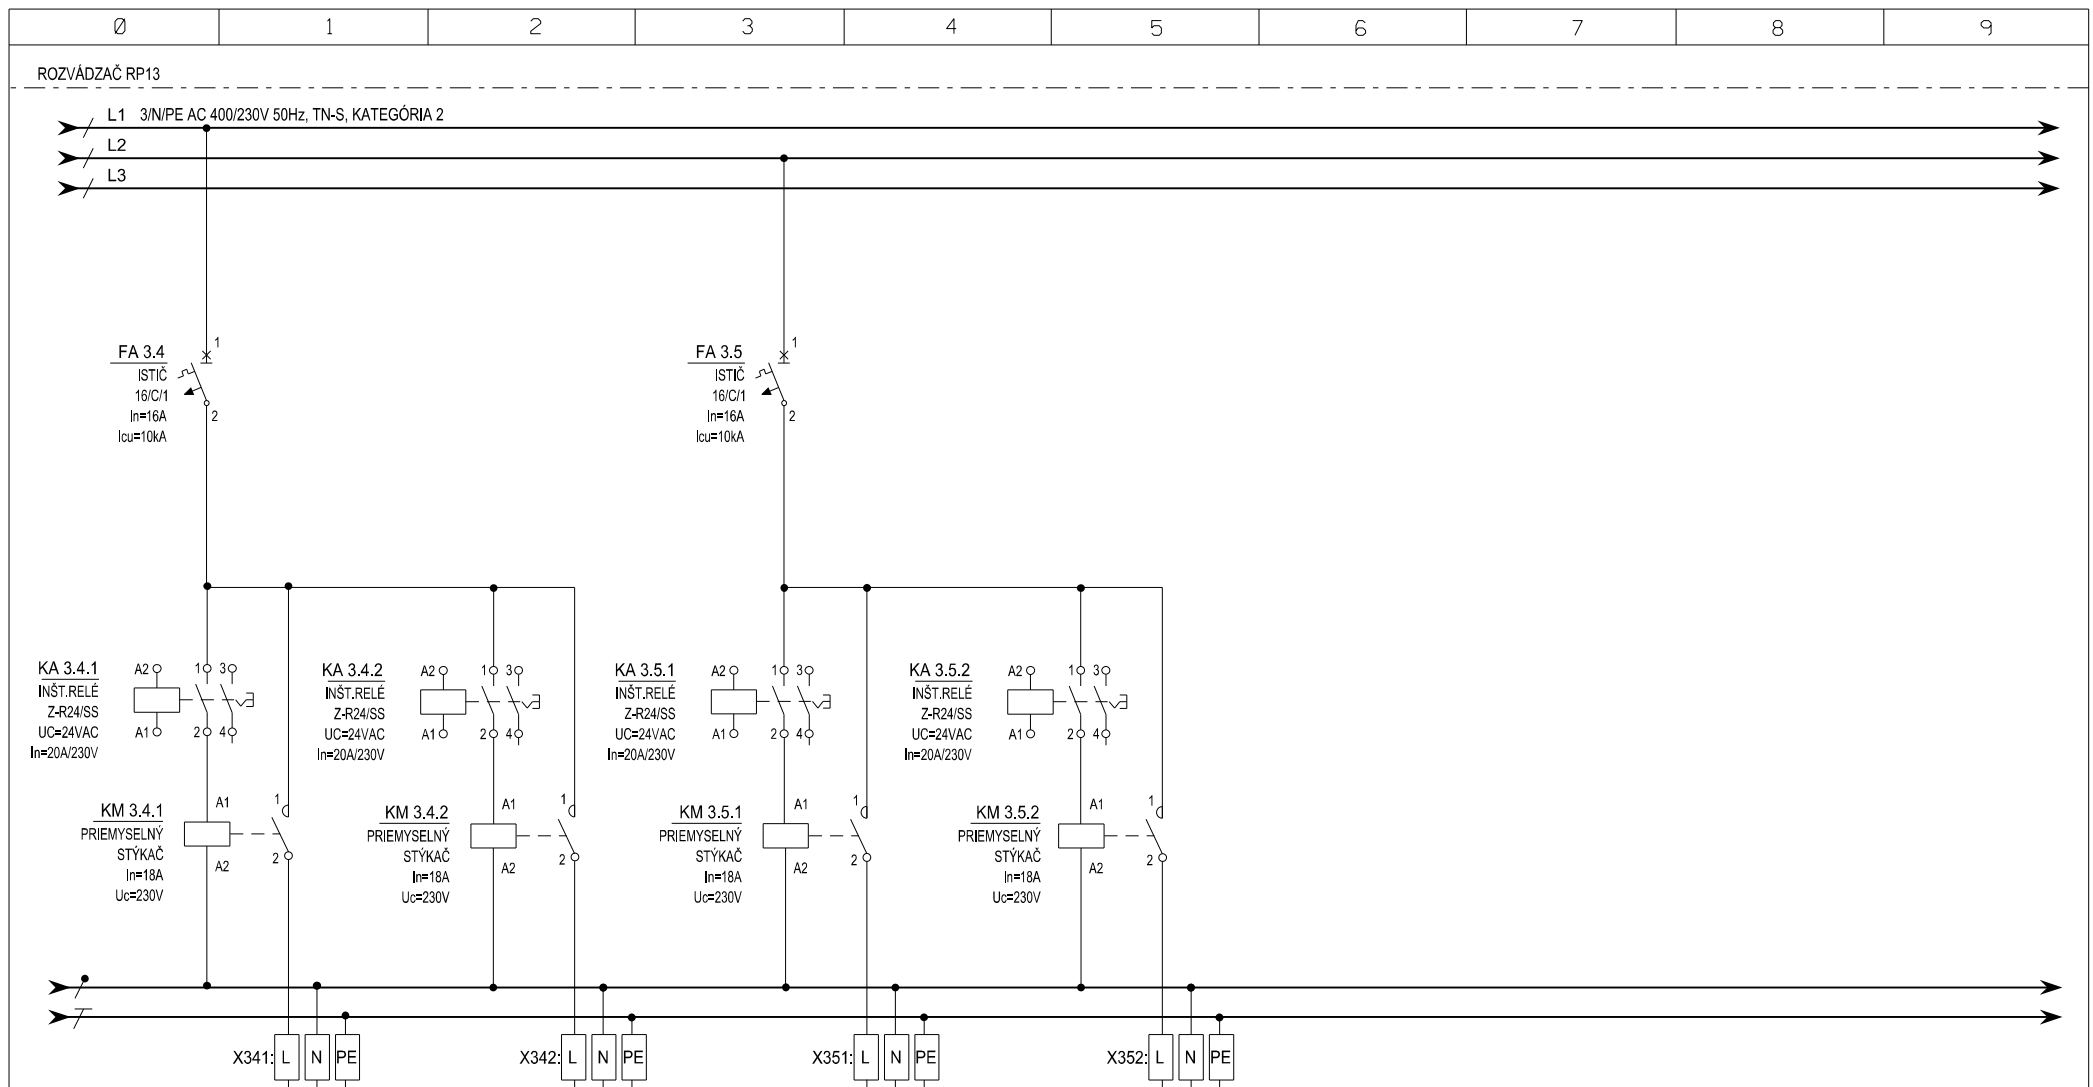 Ø 1 2 3 4 5 6 7 8 9
ROZVÁDZAČ RP13
L1 3/N/PE AC 400/230V 50Hz, TN-S, KATEGÓRIA 2
L2
L3
FA 3.4
ISTIČ
16/C/1
In=16A
Icu=10kA
1
2
FA 3.5
ISTIČ
16/C/1
In=16A
Icu=10kA
1
2
KA 3.4.1
INŠT.RELÉ
Z-R24/SS
UC=24VAC
In=20A/230V
A2 1 3
A1 2 4
KA 3.4.2
INŠT.RELÉ
Z-R24/SS
UC=24VAC
In=20A/230V
A2 1 3
A1 2 4
KA 3.5.1
INŠT.RELÉ
Z-R24/SS
UC=24VAC
In=20A/230V
A2 1 3
A1 2 4
KA 3.5.2
INŠT.RELÉ
Z-R24/SS
UC=24VAC
In=20A/230V
A2 1 3
A1 2 4
KM 3.4.1
PRIEMYSELNÝ
STÝKAČ
In=18A
Uc=230V
A1 1
A2 2
KM 3.4.2
PRIEMYSELNÝ
STÝKAČ
In=18A
Uc=230V
A1 1
A2 2
KM 3.5.1
PRIEMYSELNÝ
STÝKAČ
In=18A
Uc=230V
A1 1
A2 2
KM 3.5.2
PRIEMYSELNÝ
STÝKAČ
In=18A
Uc=230V
A1 1
A2 2
X341: L N PE
X342: L N PE
X351: L N PE
X352: L N PE